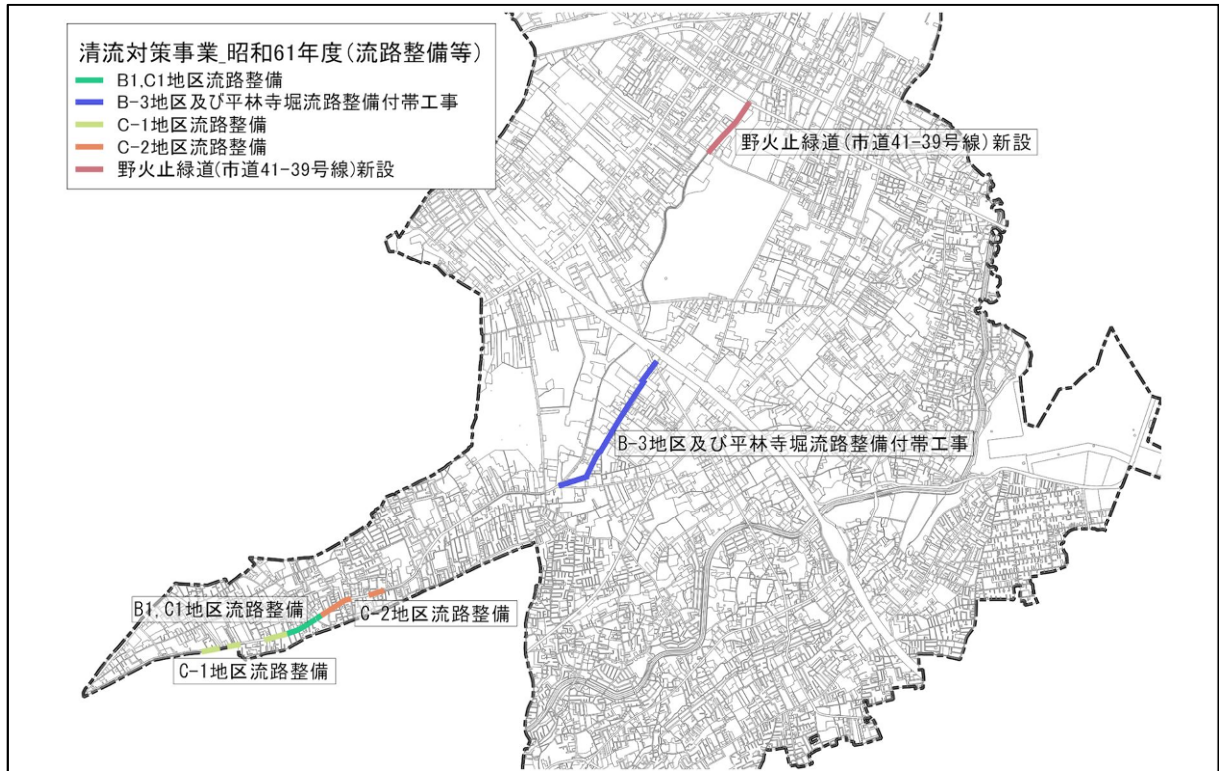 清流対策事業_昭和61年度(流路整備等)
B1,C1地区流路整備
B-3地区及び平林寺堀流路整備付帯工事
C-1地区流路整備
C-2地区流路整備
野火止緑道(市道41-39号線)新設
野火止緑道(市道41-39号線)新設
B-3地区及び平林寺堀流路整備付帯工事
B1,C1地区流路整備
C-2地区流路整備
C-1地区流路整備